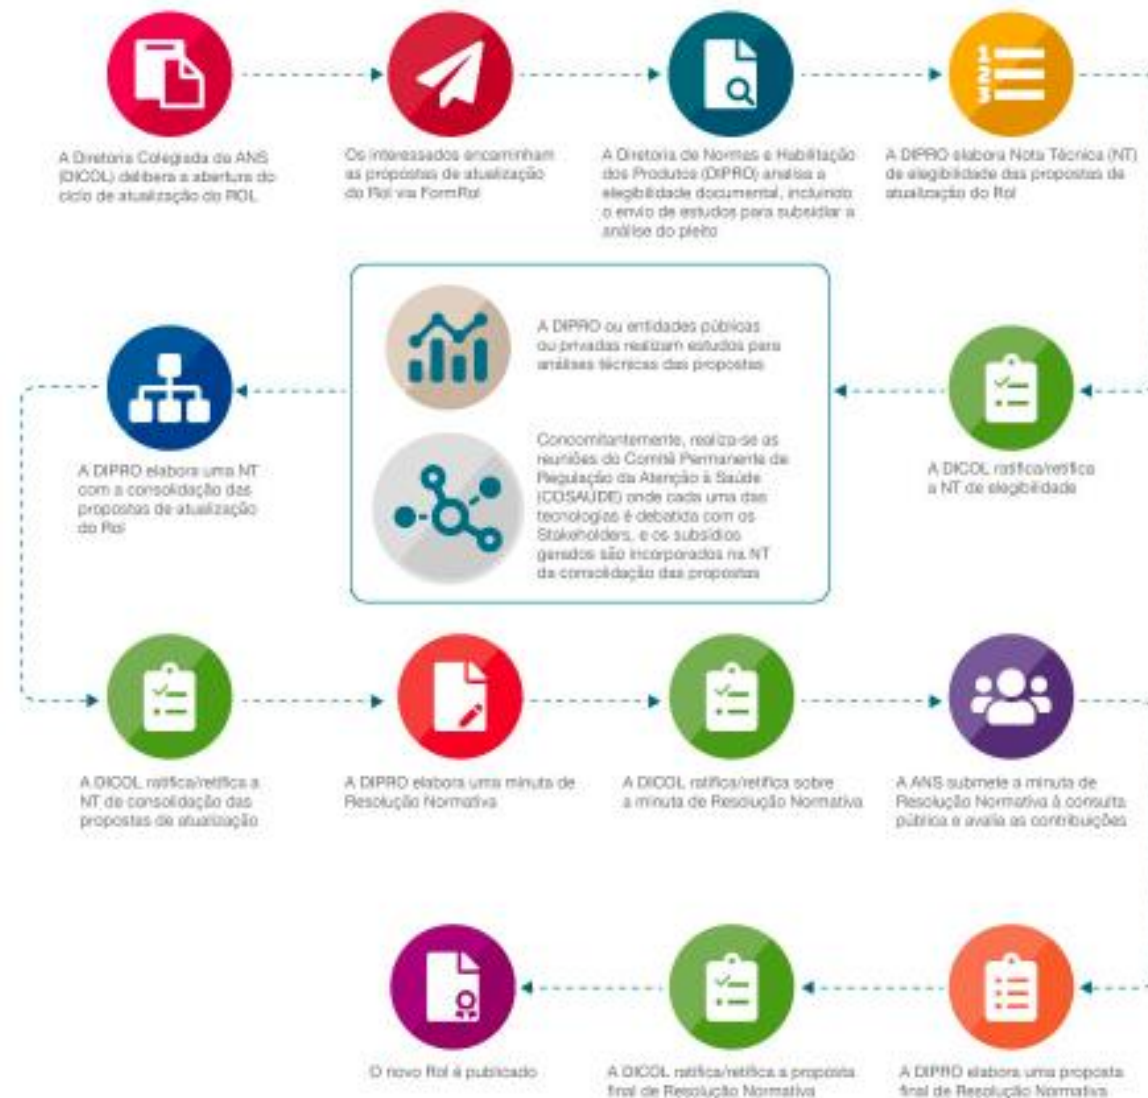 A Diretoria Colegiada da ANS
(DICOL) delibera a abertura do
ciclo de atualização do ROL
Os interessados encaminham
as propostas de atualização
do Rol via FormRol
A Diretoria de Normas e Habilitação
dos Produtos (DIPRO) analisa a
elegibilidade documental, incluindo
o envio de estudos para subsidiar a
análise do pleito
1
2
3
A DIPRO elabora Nota Técnica (NT)
de elegibilidade das propostas de
atualização do Rol
A DICOL ratifica/retifica
a NT de elegibilidade
A DIPRO ou entidades públicas
ou privadas realizam estudos para
análises técnicas das propostas
Concomitantemente, realiza-se as
reuniões do Comitê Permanente de
Regulação da Atenção à Saúde
(COSAÚDE) onde cada uma das
tecnologias é debatida com os
Stakeholders, e os subsídios
gerados são incorporados na NT
da consolidação das propostas
A DIPRO elabora uma NT
com a consolidação das
propostas de atualização
do Rol
A DICOL ratifica/retifica a
NT de consolidação das
propostas de atualização
A DIPRO elabora uma minuta de
Resolução Normativa
A DICOL ratifica/retifica sobre
a minuta de Resolução Normativa
A ANS submete a minuta de
Resolução Normativa à consulta
pública e avalia as contribuições
A DIPRO elabora uma proposta
final de Resolução Normativa
A DICOL ratifica/retifica a proposta
final de Resolução Normativa
O novo Rol é publicado